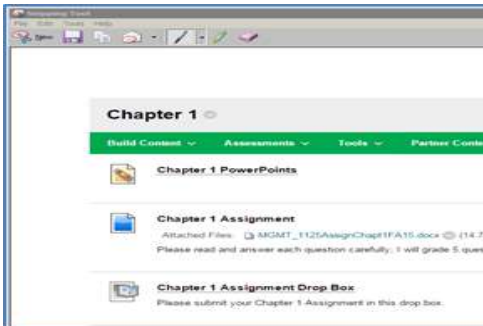 Snipping Tool
File Edit Tools Help
New
Chapter 1
Build Content Assessments Tools Partner Conte
Chapter 1 PowerPoints
Chapter 1 Assignment
Attached Files: MGMT_1125AssignChapt1FA15.docx (14.7
Please read and answer each question carefully; I will grade 5 ques
Chapter 1 Assignment Drop Box
Please submit your Chapter 1 Assignment in this drop box.